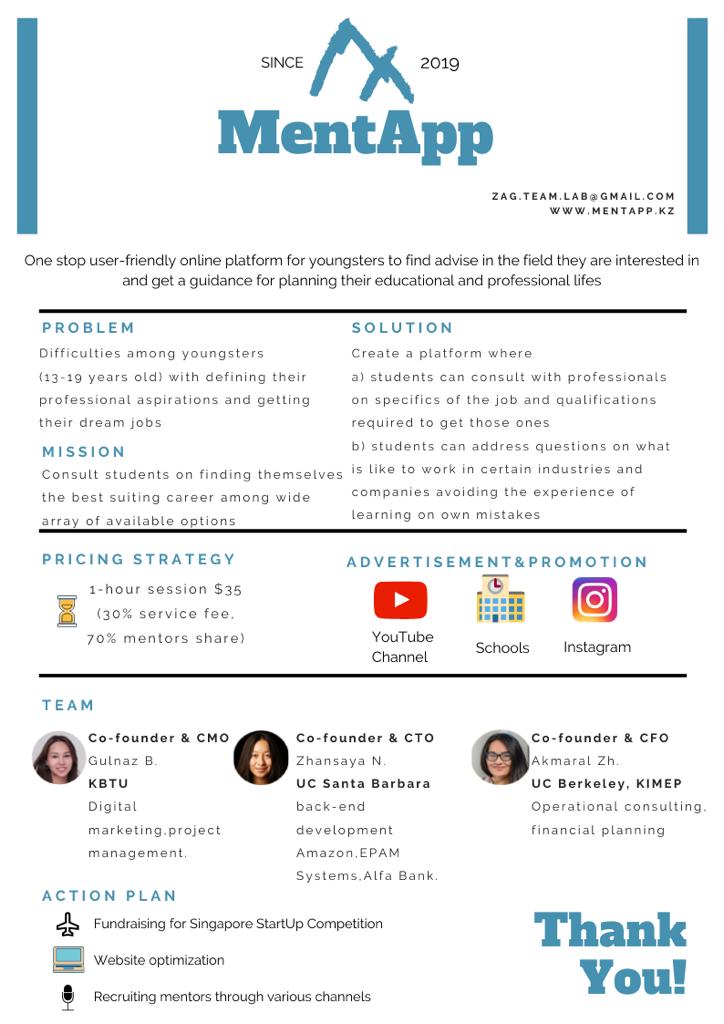 SINCE
2019
MentApp
ZAG.TEAM.LAB@GMAIL.COM
WWW.MENTAPP.KZ
One stop user-friendly online platform for youngsters to find advise in the field they are interested in
and get a guidance for planning their educational and professional lifes
PROBLEM
Difficulties among youngsters
(13-19 years old) with defining their
professional aspirations and getting
their dream jobs
MISSION
Consult students on finding themselves
the best suiting career among wide
array of available options
SOLUTION
Create a platform where
a) students can consult with professionals
on specifics of the job and qualifications
required to get those ones
b) students can address questions on what
is like to work in certain industries and
companies avoiding the experience of
learning on own mistakes
PRICING STRATEGY
1-hour session $35
(30% service fee,
70% mentors share)
ADVERTISEMENT&PROMOTION
YouTube
Channel
Schools
Instagram
TEAM
Co-founder & CMO
Gulnaz B.
KBTU
Digital
marketing,project
management.
Co-founder & CTO
Zhansaya N.
UC Santa Barbara
back-end
development
Amazon,EPAM
Systems,Alfa Bank.
Co-founder & CFO
Akmaral Zh.
UC Berkeley, KIMEP
Operational consulting,
financial planning
ACTION PLAN
Fundraising for Singapore StartUp Competition
Website optimization
Recruiting mentors through various channels
Thank
You!